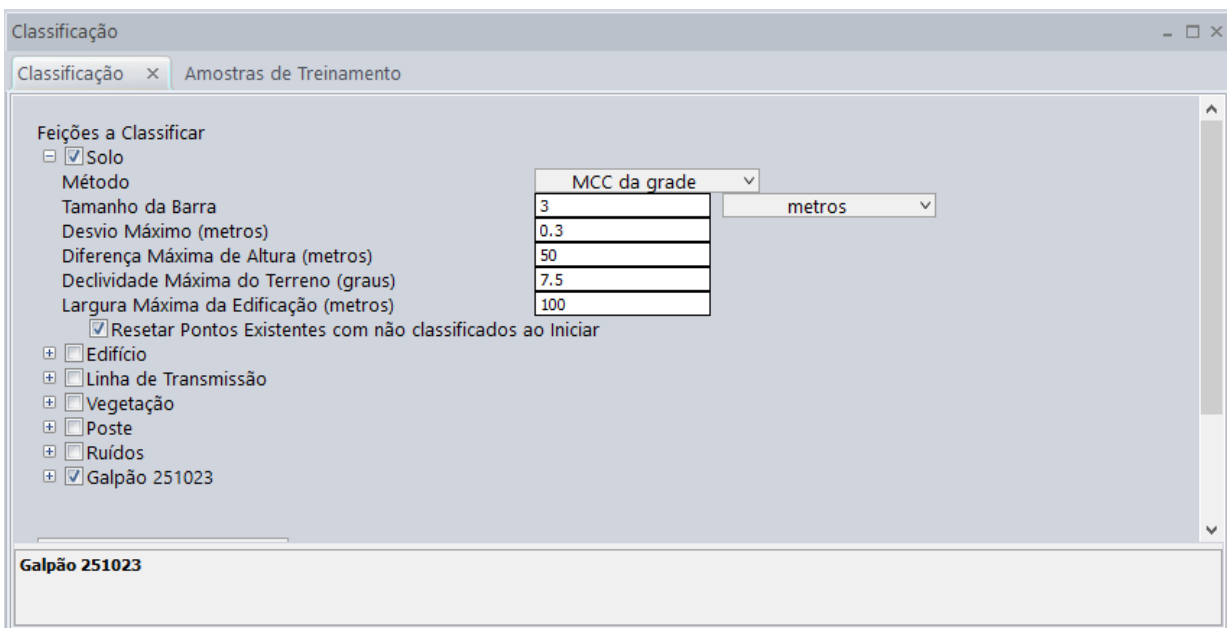 Classificação
Classificação Amostras de Treinamento
Feições a Classificar
Solo
Método MCC da grade
Tamanho da Barra 3 metros
Desvio Máximo (metros) 0.3
Diferença Máxima de Altura (metros) 50
Declividade Máxima do Terreno (graus) 7.5
Largura Máxima da Edificação (metros) 100
Resetar Pontos Existentes com não classificados ao Iniciar
Edifício
Linha de Transmissão
Vegetação
Poste
Ruídos
Galpão 251023
Galpão 251023